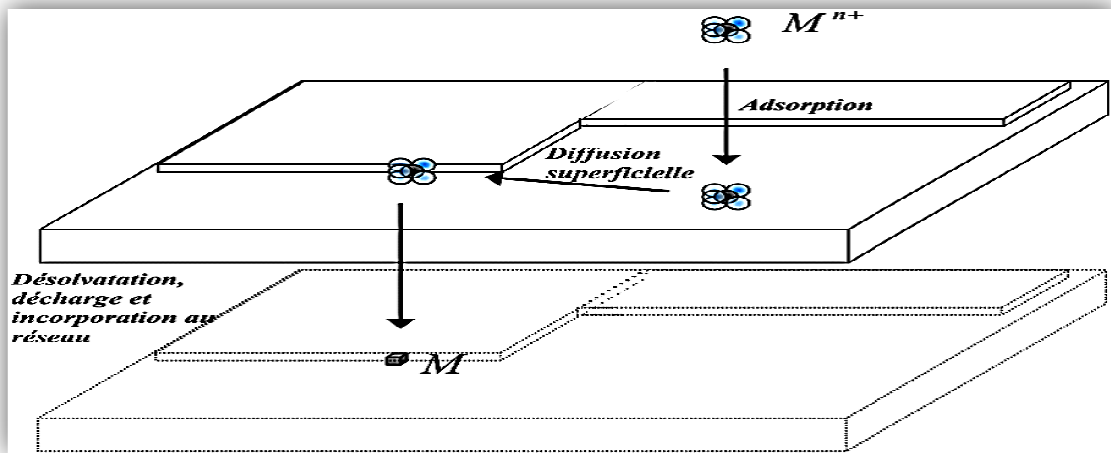 M^{n+}
Adsorption
Diffusion
superficielle
Désolvatation,
décharge et
incorporation au
réseau
M